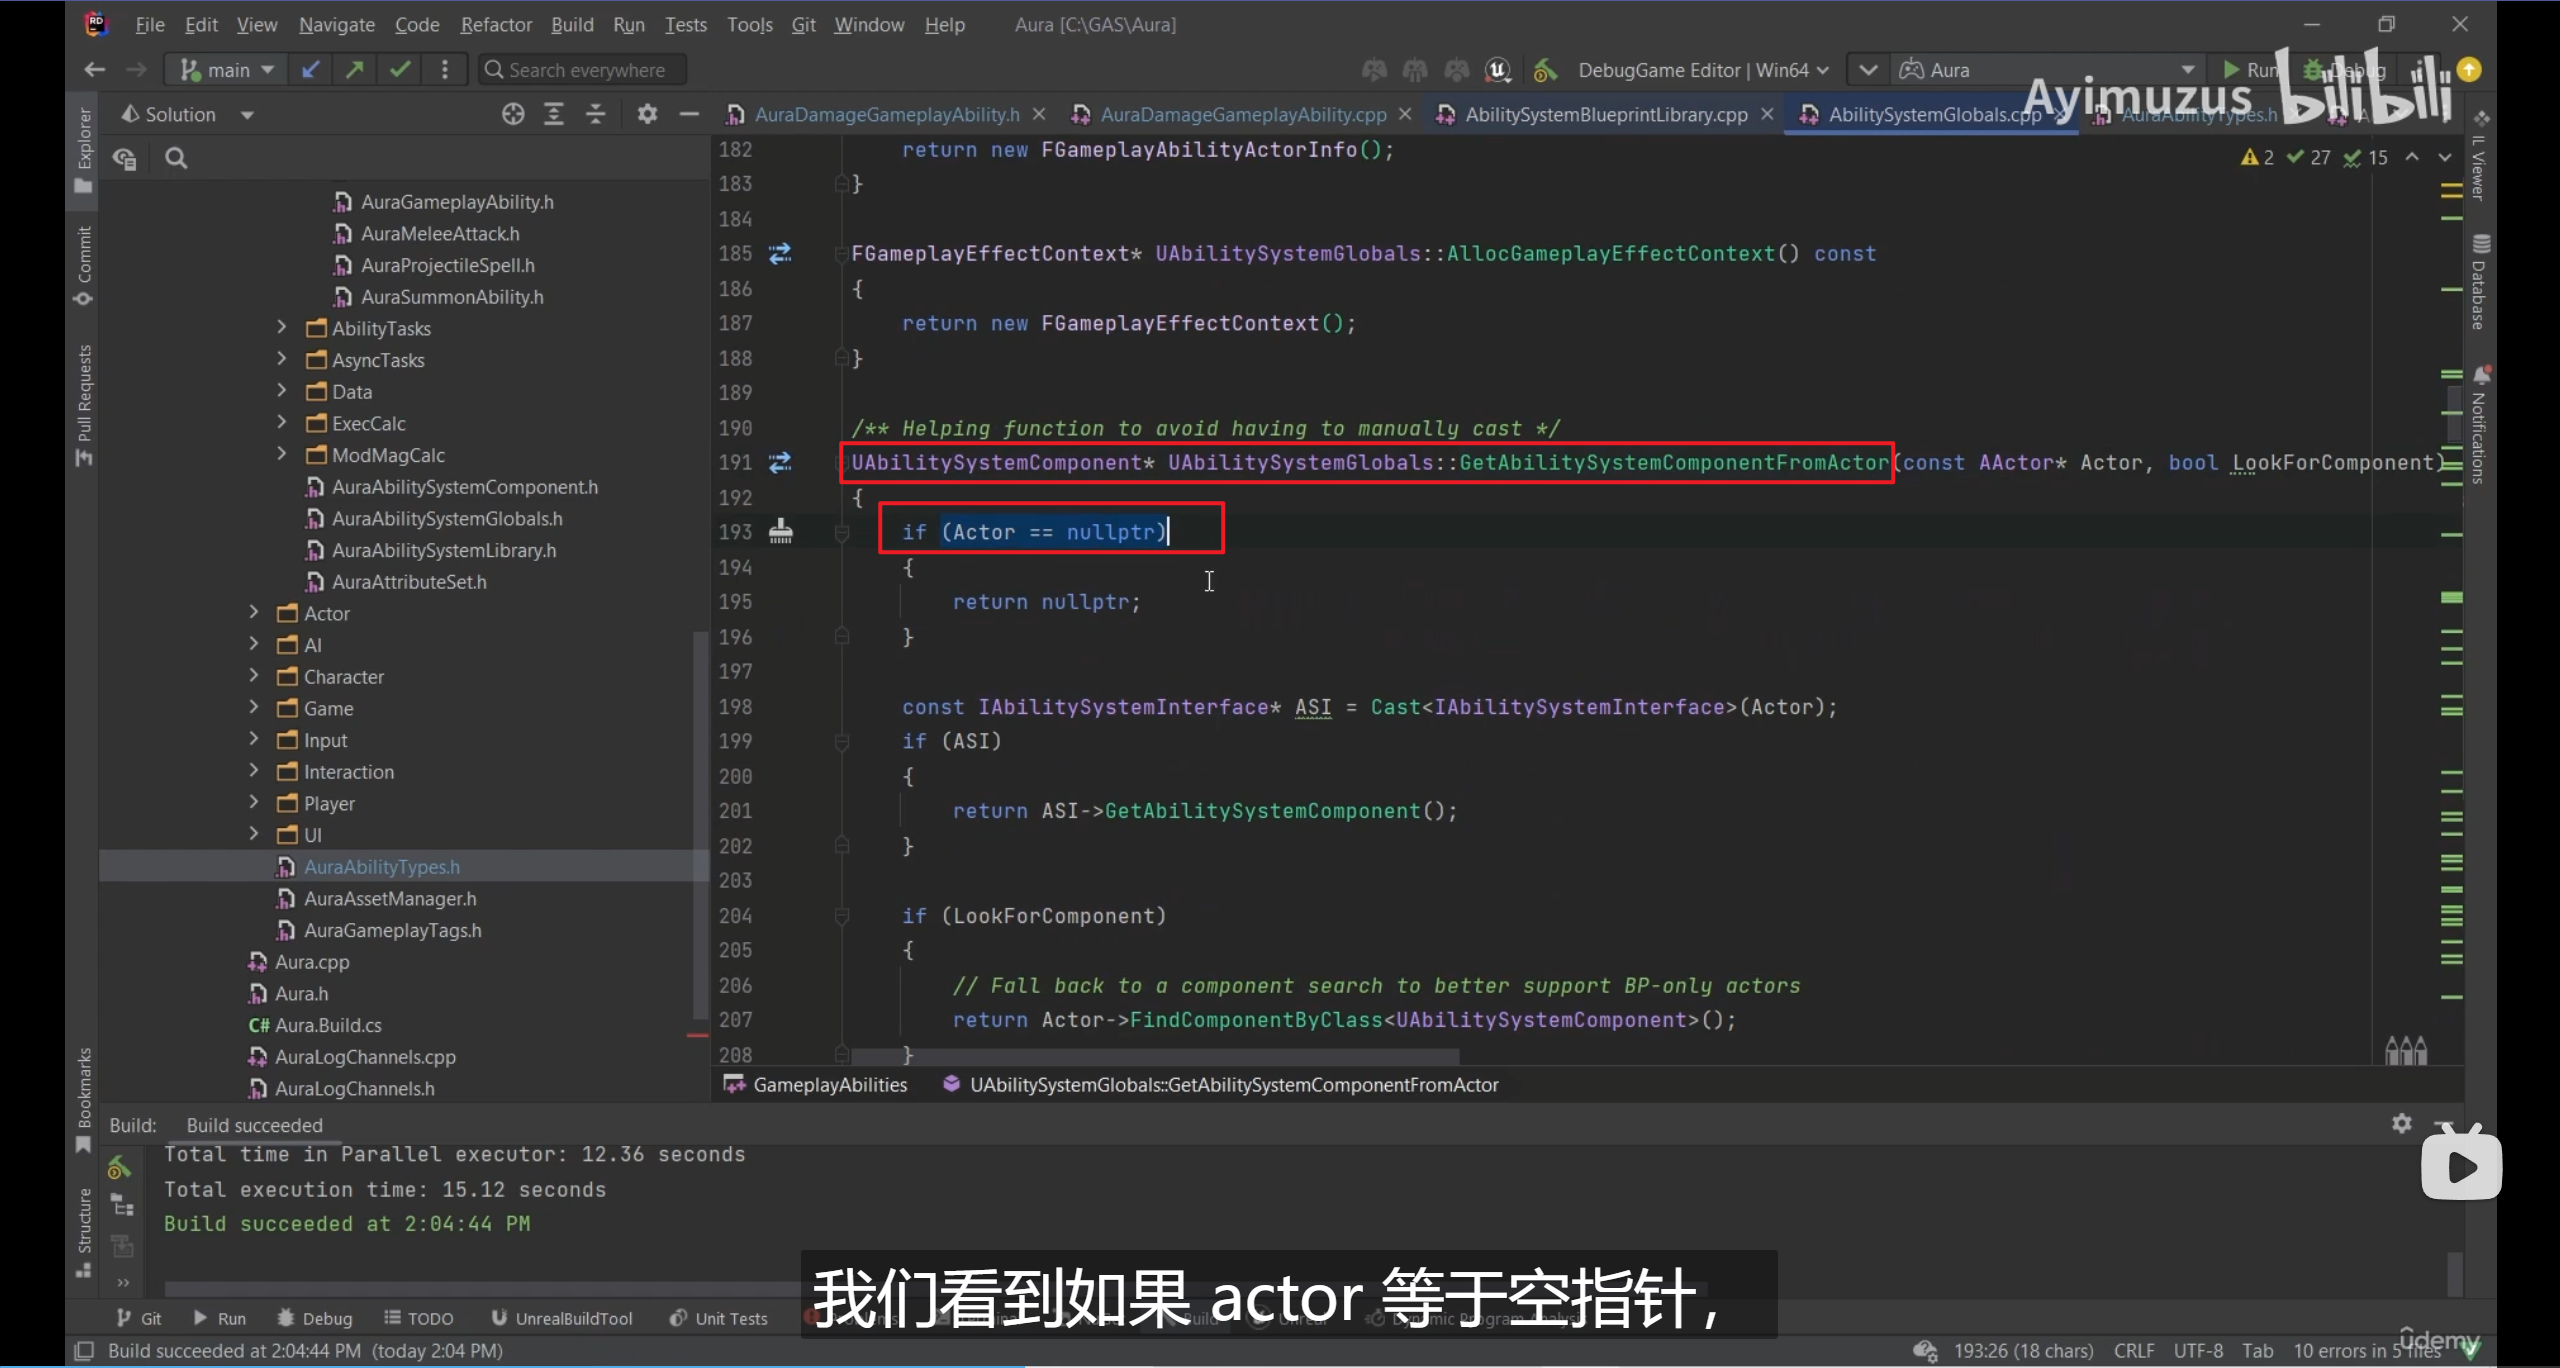 File Edit View Navigate Code Refactor Build Run Tests Tools Git Window Help Aura [C:\GAS\Aura]
main Search everywhere DebugGame Editor | Win64 Aura Run Debug
Ayimuzus bilibili
Solution
AuraDamageGameplayAbility.h AuraDamageGameplayAbility.cpp AbilitySystemBlueprintLibrary.cpp AbilitySystemGlobals.cpp AuraAbilityTypes.h
2 27 15
Explorer
Commit
Pull Requests
Bookmarks
Structure
IL Viewer
Database
Notifications
AuraGameplayAbility.h
AuraMeleeAttack.h
AuraProjectileSpell.h
AuraSummonAbility.h
AbilityTasks
AsyncTasks
Data
ExecCalc
ModMagCalc
AuraAbilitySystemComponent.h
AuraAbilitySystemGlobals.h
AuraAbilitySystemLibrary.h
AuraAttributeSet.h
Actor
AI
Character
Game
Input
Interaction
Player
UI
AuraAbilityTypes.h
AuraAssetManager.h
AuraGameplayTags.h
Aura.cpp
Aura.h
C# Aura.Build.cs
AuraLogChannels.cpp
AuraLogChannels.h
182 return new FGameplayAbilityActorInfo();
183 }
184
185 FGameplayEffectContext* UAbilitySystemGlobals::AllocGameplayEffectContext() const
186 {
187 return new FGameplayEffectContext();
188 }
189
190 /** Helping function to avoid having to manually cast */
191 UAbilitySystemComponent* UAbilitySystemGlobals::GetAbilitySystemComponentFromActor(const AActor* Actor, bool LookForComponent)
192 {
193 if (Actor == nullptr)
194 {
195 return nullptr;
196 }
197
198 const IAbilitySystemInterface* ASI = Cast<IAbilitySystemInterface>(Actor);
199 if (ASI)
200 {
201 return ASI->GetAbilitySystemComponent();
202 }
203
204 if (LookForComponent)
205 {
206 // Fall back to a component search to better support BP-only actors
207 return Actor->FindComponentByClass<UAbilitySystemComponent>();
208 }
GameplayAbilities UAbilitySystemGlobals::GetAbilitySystemComponentFromActor
Build: Build succeeded
Total time in Parallel executor: 12.36 seconds
Total execution time: 15.12 seconds
Build succeeded at 2:04:44 PM
我们看到如果 actor 等于空指针，
Git Run Debug TODO UnrealBuildTool Unit Tests
Build succeeded at 2:04:44 PM (today 2:04 PM) 193:26 (18 chars) CRLF UTF-8 Tab 10 errors in 5 files
ûdemy